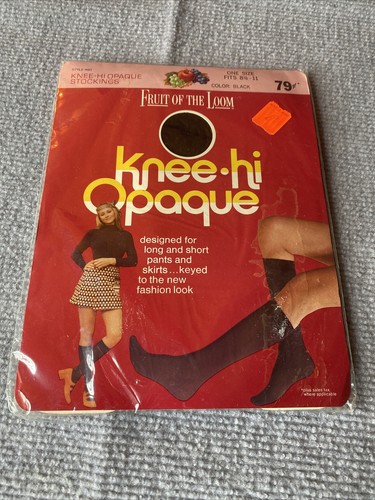 KNEE-HI OPAQUE
STOCKINGS
ONE SIZE
FITS 8½-11
COLOR: BLACK
79¢*
FRUIT OF THE LOOM
Knee•hi
Opaque
designed for
long and short
pants and
skirts...keyed
to the new
fashion look
*plus sales tax
where applicable